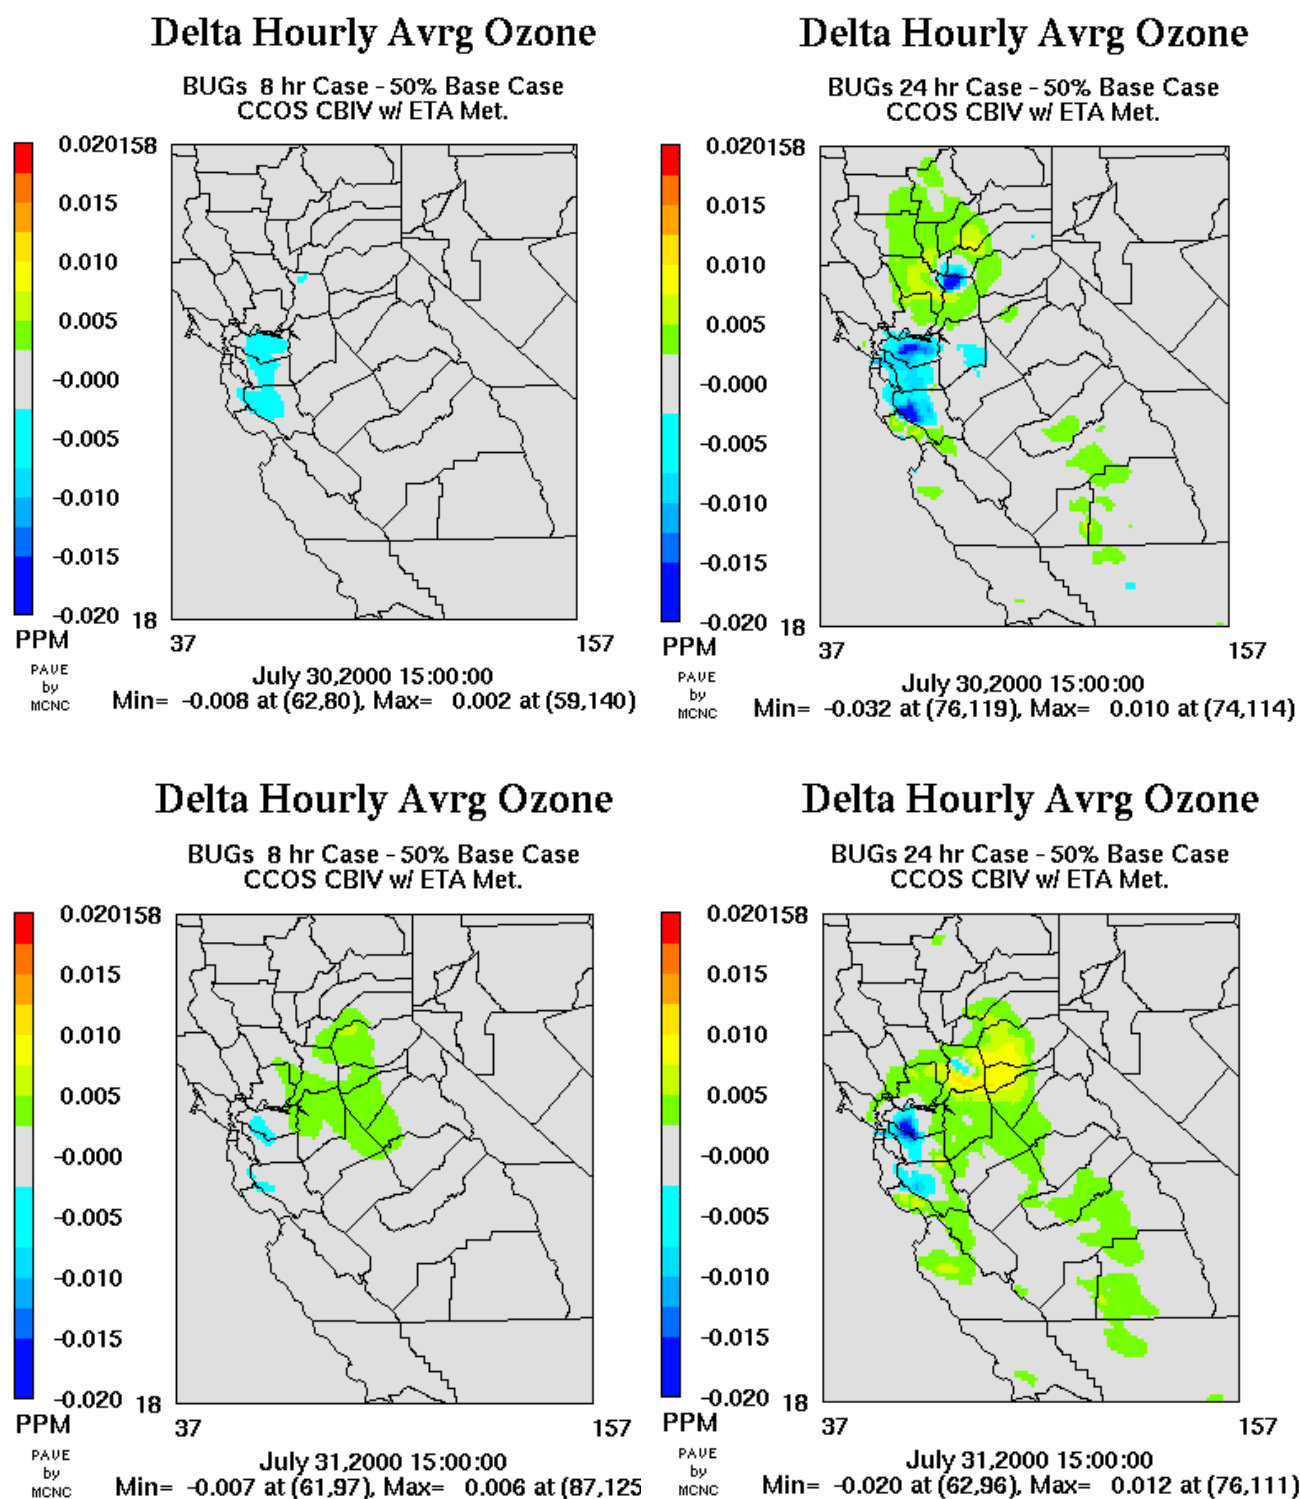 Delta Hourly Avrg Ozone
BUGs 8 hr Case - 50% Base Case
CCOS CBIV w/ ETA Met.
0.020
0.015
0.010
0.005
-0.000
-0.005
-0.010
-0.015
-0.020
158
18
37
157
PPM
PAVE
by
MCNC
July 30,2000 15:00:00
Min= -0.008 at (62,80), Max= 0.002 at (59,140)
Delta Hourly Avrg Ozone
BUGs 24 hr Case - 50% Base Case
CCOS CBIV w/ ETA Met.
0.020
0.015
0.010
0.005
-0.000
-0.005
-0.010
-0.015
-0.020
158
18
37
157
PPM
PAVE
by
MCNC
July 30,2000 15:00:00
Min= -0.032 at (76,119), Max= 0.010 at (74,114)
Delta Hourly Avrg Ozone
BUGs 8 hr Case - 50% Base Case
CCOS CBIV w/ ETA Met.
0.020
0.015
0.010
0.005
-0.000
-0.005
-0.010
-0.015
-0.020
158
18
37
157
PPM
PAVE
by
MCNC
July 31,2000 15:00:00
Min= -0.007 at (61,97), Max= 0.006 at (87,125
Delta Hourly Avrg Ozone
BUGs 24 hr Case - 50% Base Case
CCOS CBIV w/ ETA Met.
0.020
0.015
0.010
0.005
-0.000
-0.005
-0.010
-0.015
-0.020
158
18
37
157
PPM
PAVE
by
MCNC
July 31,2000 15:00:00
Min= -0.020 at (62,96), Max= 0.012 at (76,111)